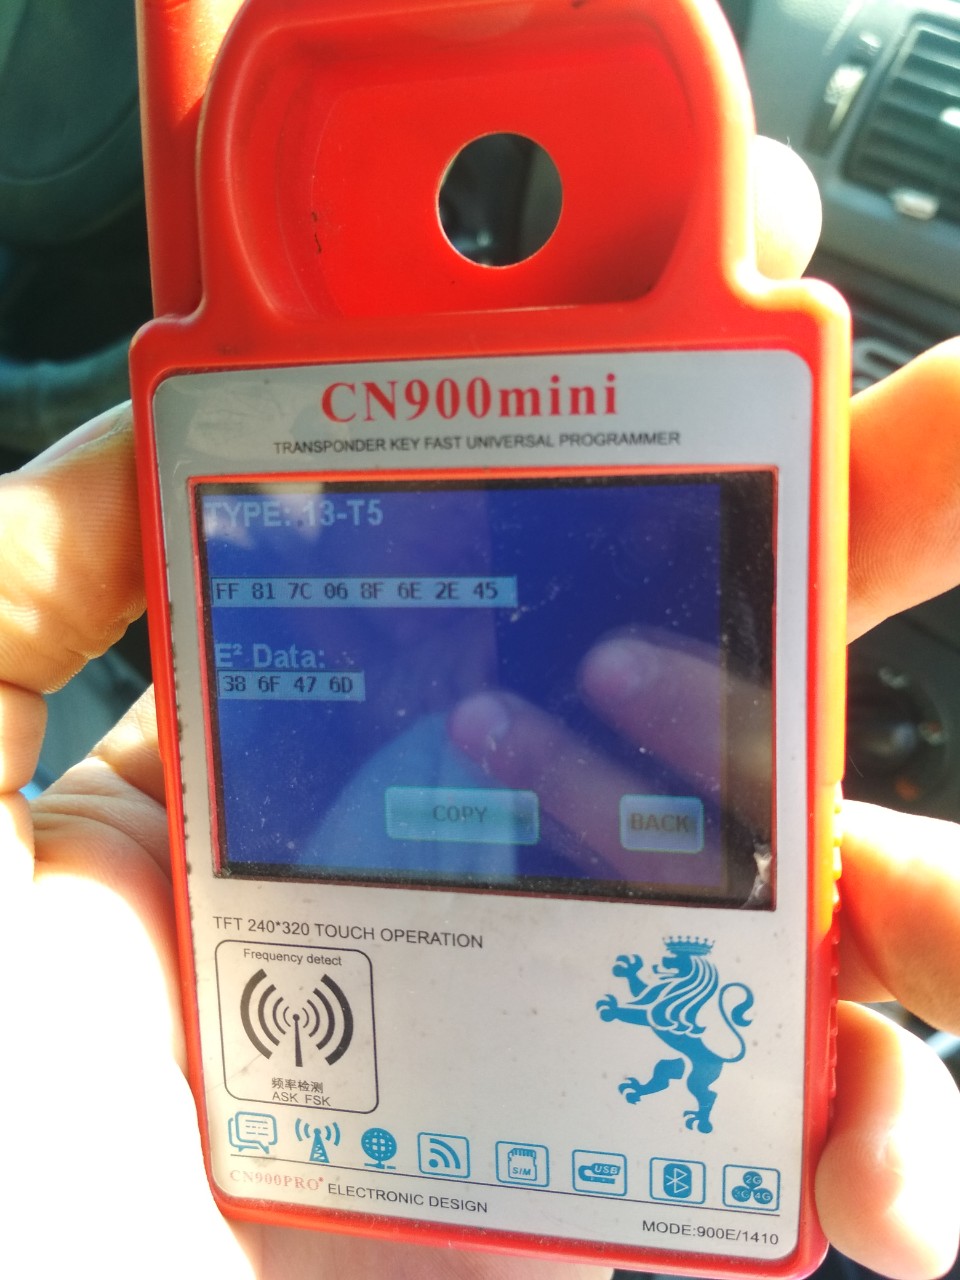 CN900mini
TRANSPONDER KEY FAST UNIVERSAL PROGRAMMER
TYPE: 13-T5
FF 81 7C 06 8F 6E 2E 45
E² Data:
38 6F 47 6D
COPY
BACK
TFT 240*320 TOUCH OPERATION
Frequency detect
频率检测
ASK FSK
SIM
USB
2G
3G 4G
CN900PRO® ELECTRONIC DESIGN
MODE:900E/1410